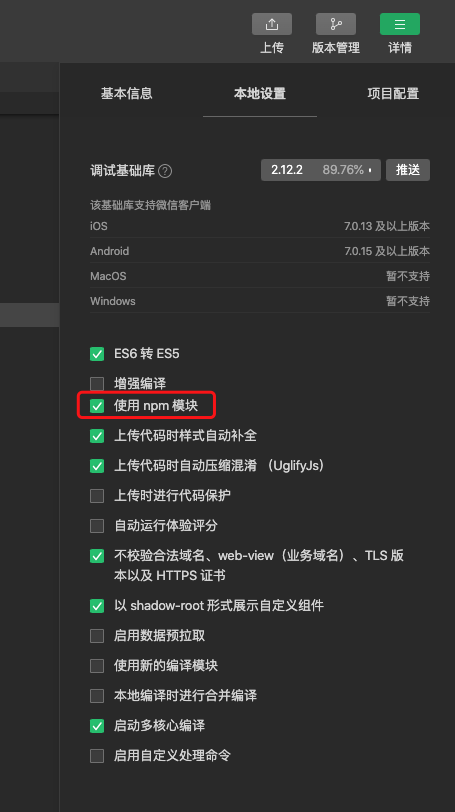 上传 版本管理 详情
基本信息 本地设置 项目配置
调试基础库 ? 2.12.2 89.76% 推送
该基础库支持微信客户端
iOS 7.0.13 及以上版本
Android 7.0.15 及以上版本
MacOS 暂不支持
Windows 暂不支持
ES6 转 ES5
增强编译
使用 npm 模块
上传代码时样式自动补全
上传代码时自动压缩混淆 （UglifyJs）
上传时进行代码保护
自动运行体验评分
不校验合法域名、web-view（业务域名）、TLS 版
本以及 HTTPS 证书
以 shadow-root 形式展示自定义组件
启用数据预拉取
使用新的编译模块
本地编译时进行合并编译
启动多核心编译
启用自定义处理命令